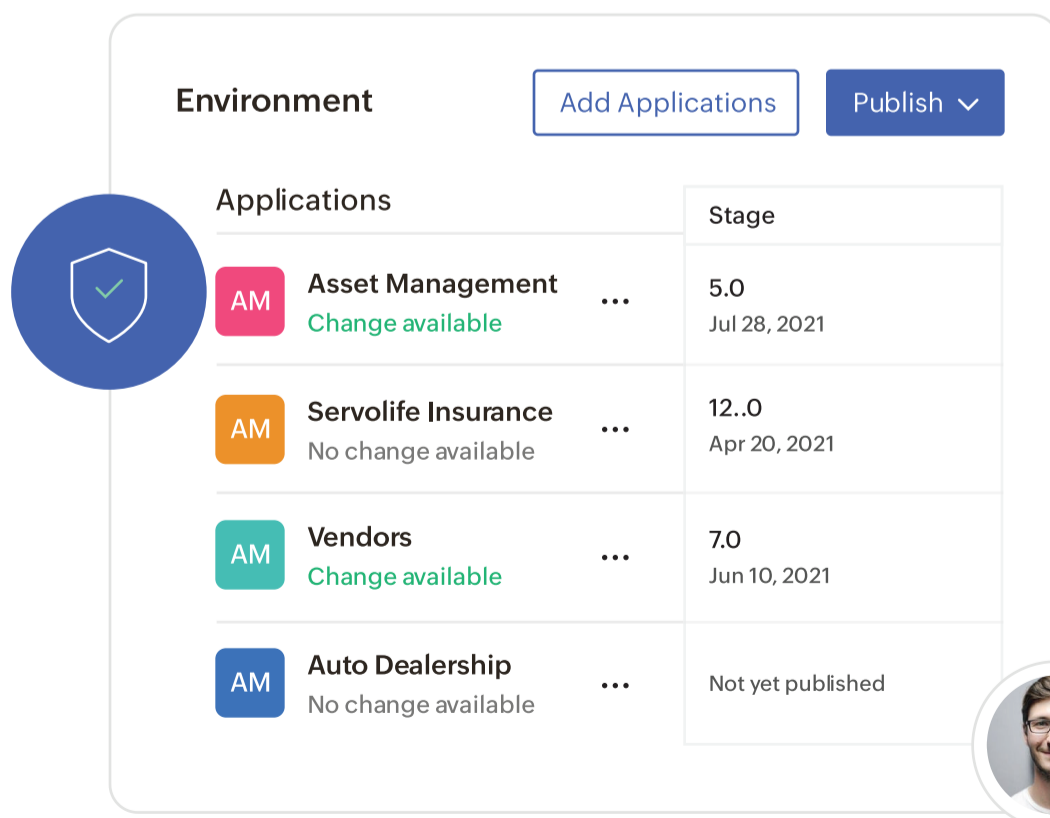 Environment
Add Applications
Publish
Applications
Stage
AM
Asset Management
Change available
...
5.0
Jul 28, 2021
AM
Servolife Insurance
No change available
...
12..0
Apr 20, 2021
AM
Vendors
Change available
...
7.0
Jun 10, 2021
AM
Auto Dealership
No change available
...
Not yet published